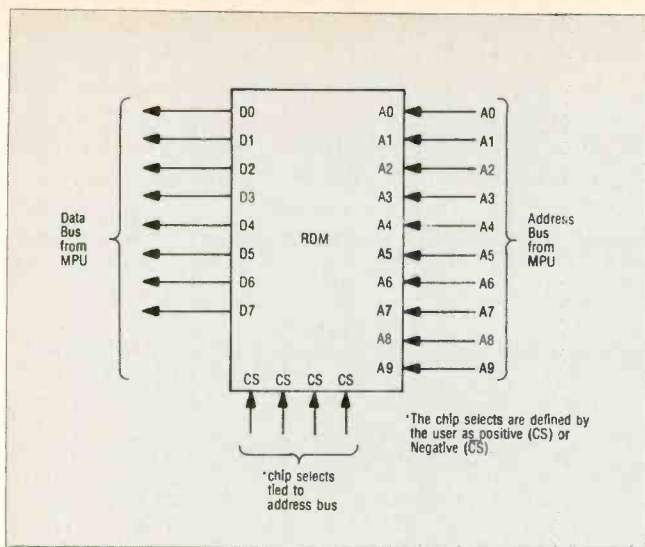 D0
D1
D2
D3
D4
D5
D6
D7
Data
Bus
from
MPU
RDM
A0
A1
A2
A3
A4
A5
A6
A7
A8
A9
A0
A1
A2
A3
A4
A5
A6
A7
A8
A9
Address
Bus
from
MPU
CS CS CS CS
*chip selects
tied to
address bus
*The chip selects are defined by
the user as positive (CS) or
Negative (C̅S̅)